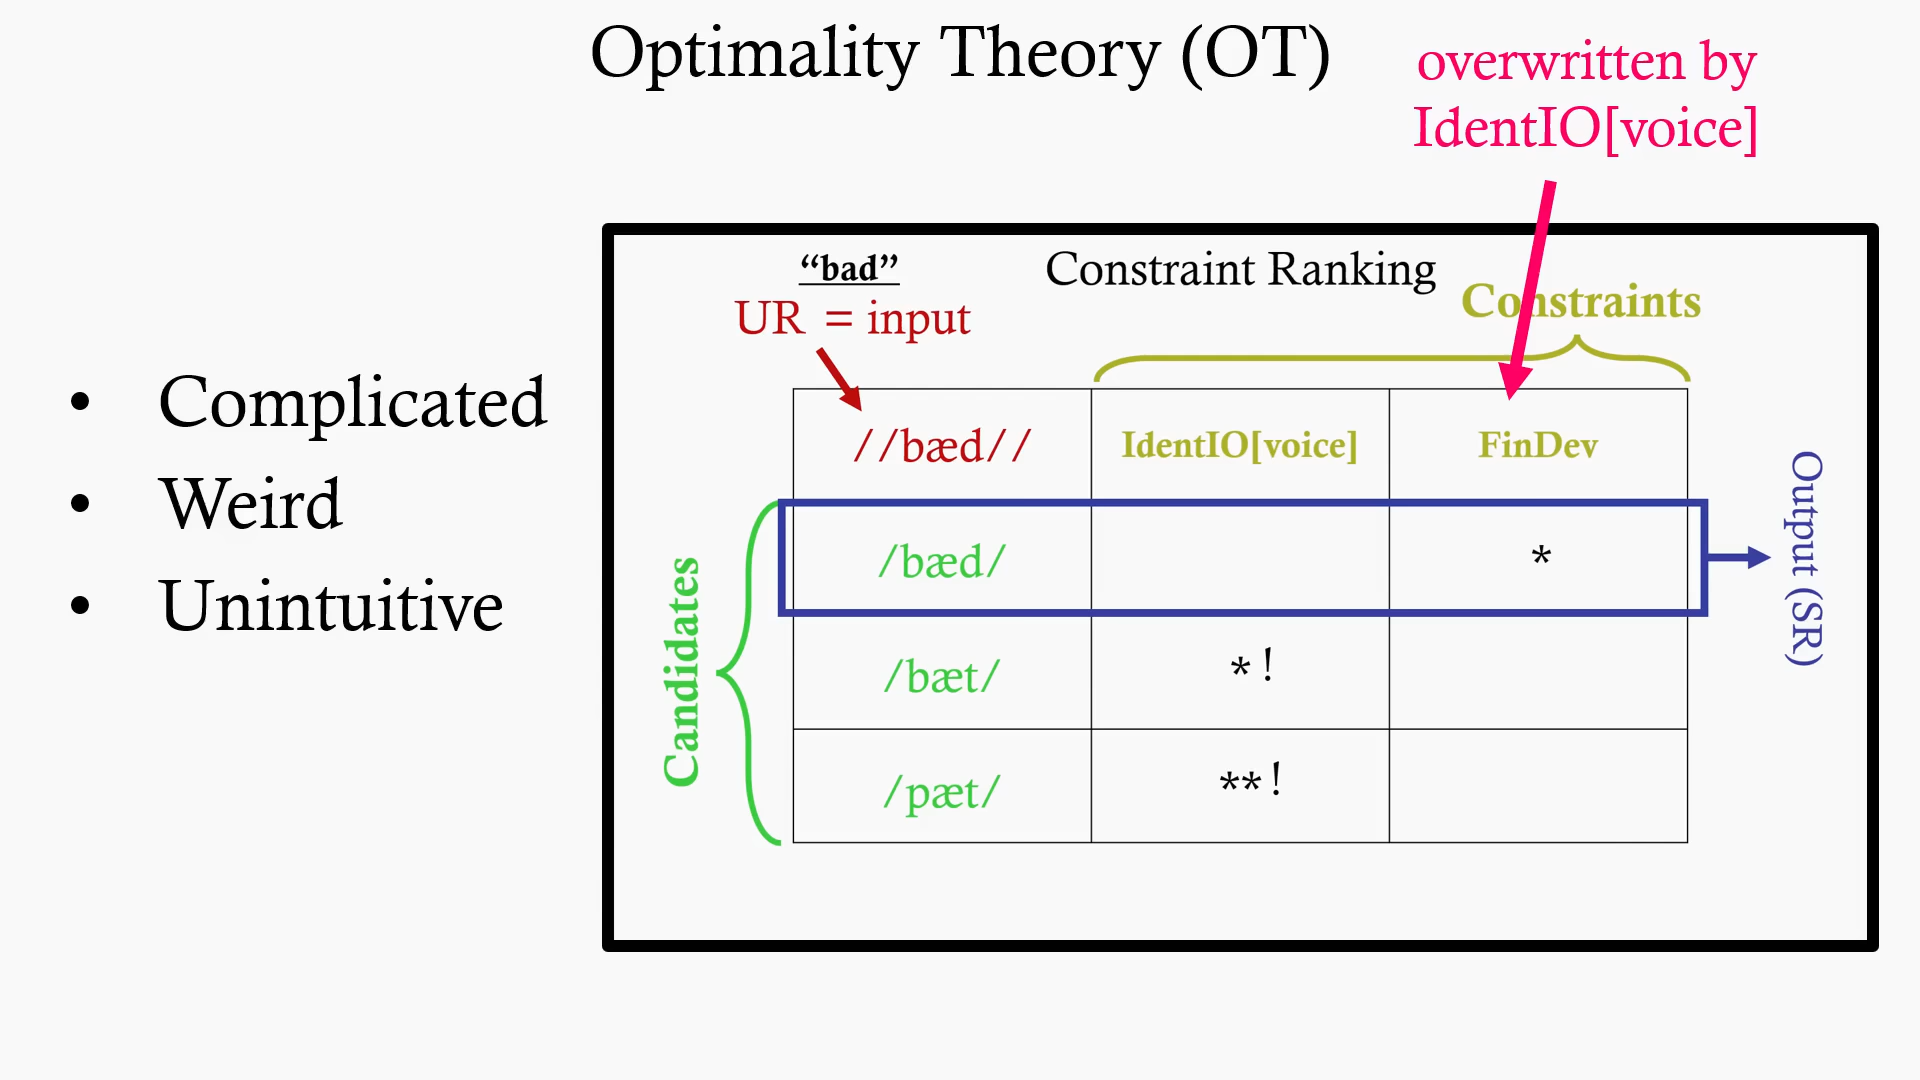 Optimality Theory (OT)
overwritten by
IdentIO[voice]
• Complicated
• Weird
• Unintuitive
“bad”
UR = input
Constraint Ranking
Constraints
//bæd// IdentIO[voice] FinDev
/bæd/ *
/bæt/ *!
/pæt/ **!
Candidates
Output (SR)